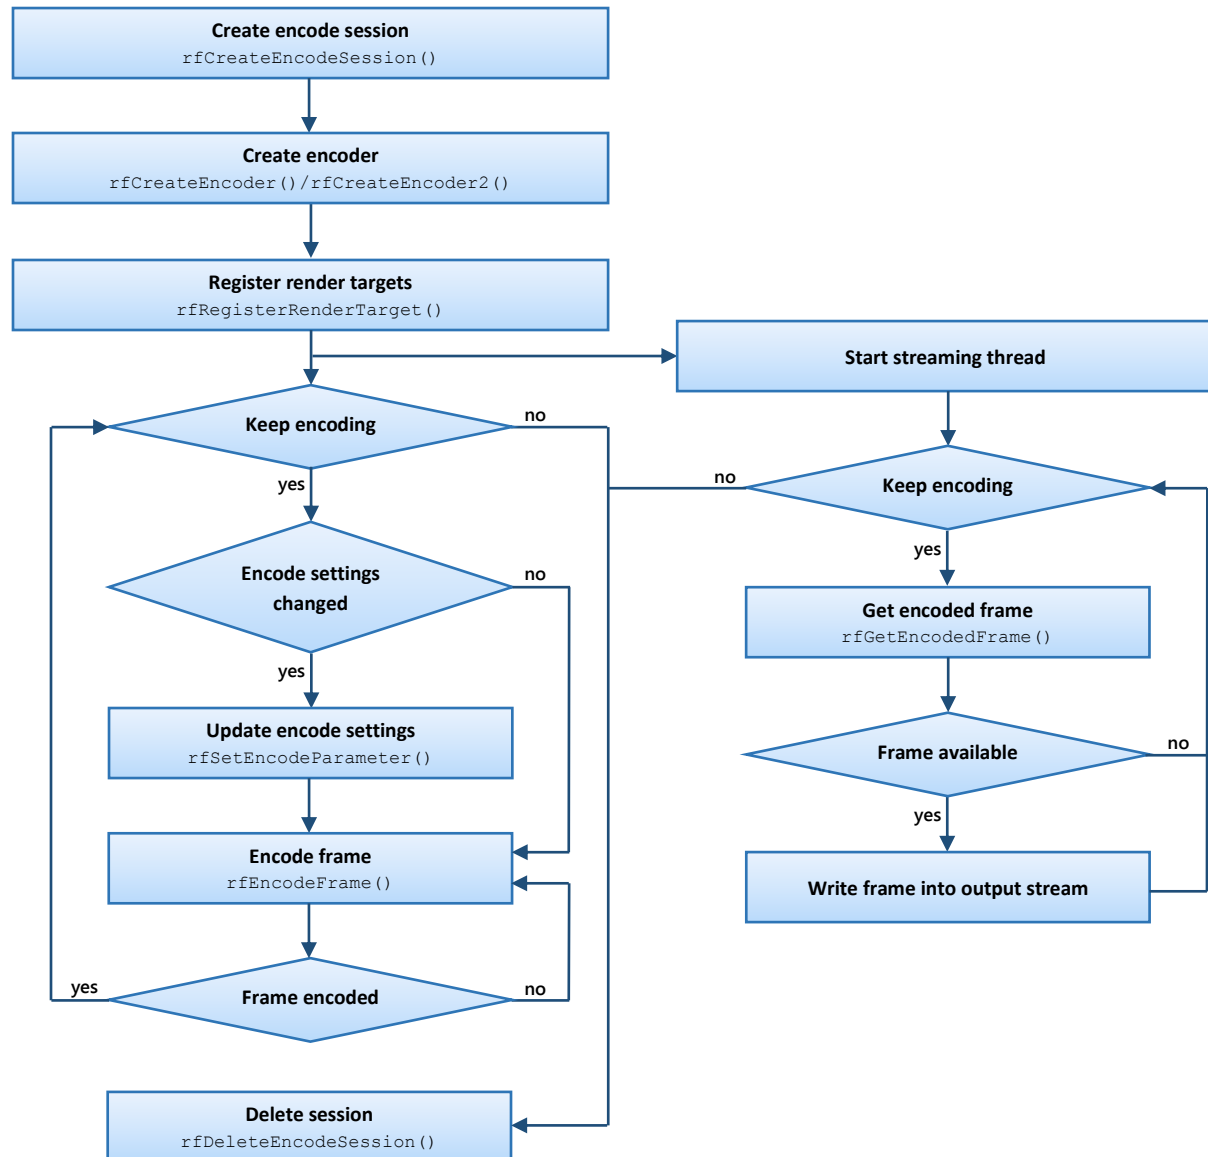 Create encode session
rfCreateEncodeSession()
Create encoder
rfCreateEncoder()/rfCreateEncoder2()
Register render targets
rfRegisterRenderTarget()
Start streaming thread
Keep encoding
no
yes
Encode settings
changed
no
yes
Update encode settings
rfSetEncodeParameter()
Encode frame
rfEncodeFrame()
Frame encoded
yes
no
Delete session
rfDeleteEncodeSession()
Keep encoding
no
yes
Get encoded frame
rfGetEncodedFrame()
Frame available
no
yes
Write frame into output stream